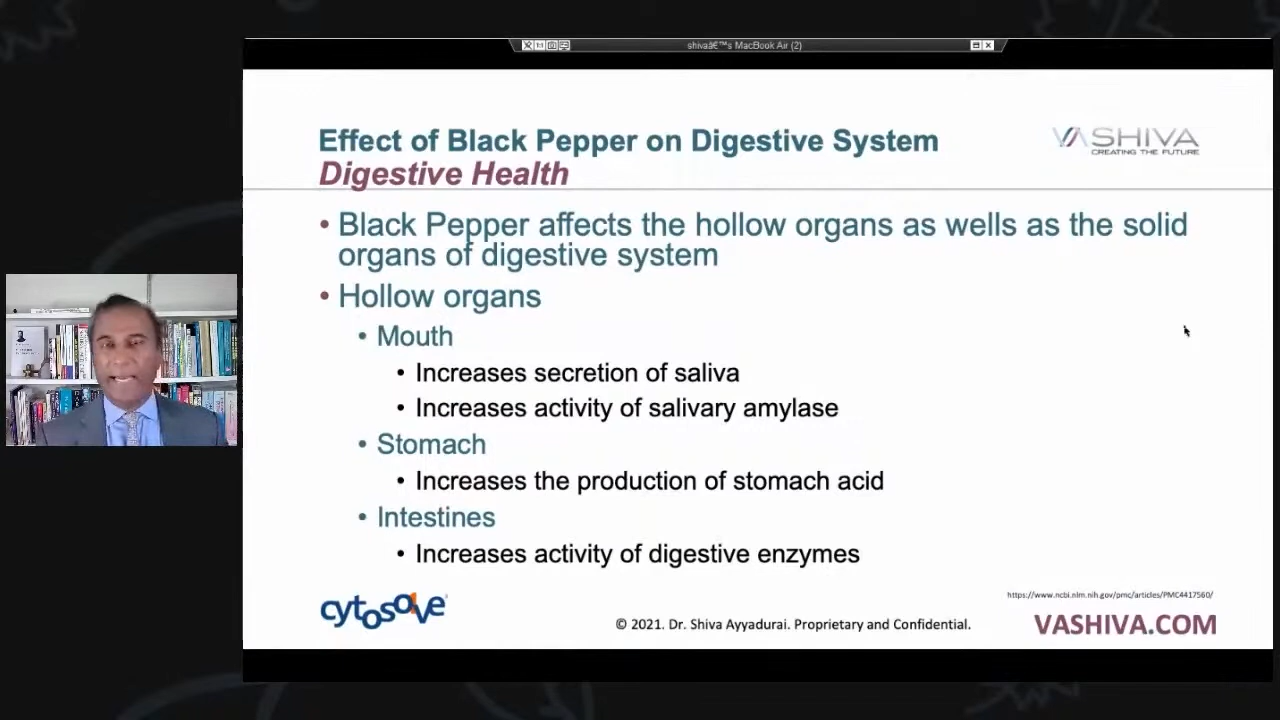 shivaâ€™s MacBook Air (2)
Effect of Black Pepper on Digestive System
VASHIVA
CREATING THE FUTURE
Digestive Health
• Black Pepper affects the hollow organs as wells as the solid
organs of digestive system
• Hollow organs
• Mouth
• Increases secretion of saliva
• Increases activity of salivary amylase
• Stomach
• Increases the production of stomach acid
• Intestines
• Increases activity of digestive enzymes
https://www.ncbi.nlm.nih.gov/pmc/articles/PMC4417560/
cytosolve
© 2021. Dr. Shiva Ayyadurai. Proprietary and Confidential.
VASHIVA.COM